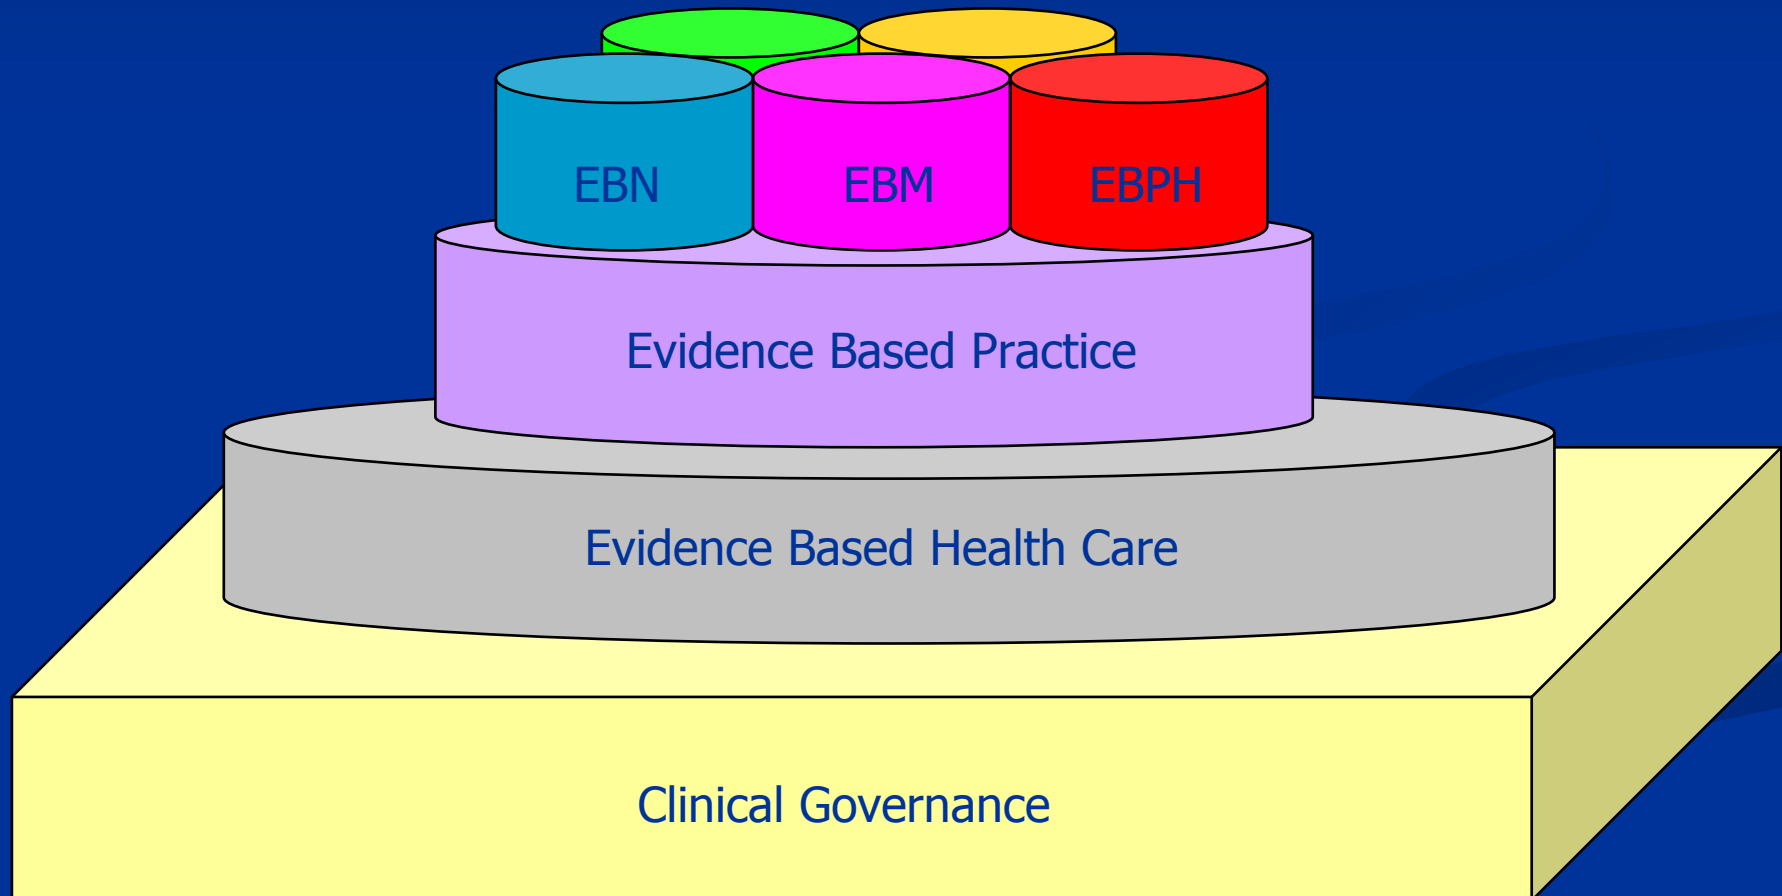 EBN EBM EBPH
Evidence Based Practice
Evidence Based Health Care
Clinical Governance